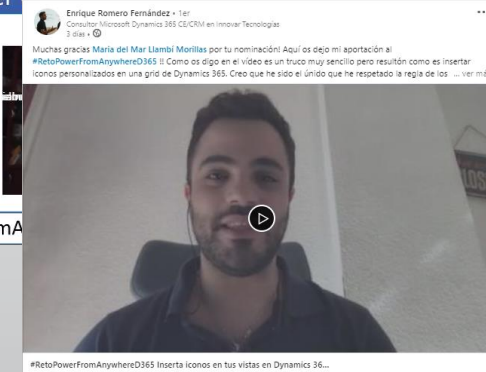 Enrique Romero Fernández • 1er
Consultor Microsoft Dynamics 365 CE/CRM en Innovar Tecnologías
3 días •
Muchas gracias María del Mar Llambí Morillas por tu nominación! Aquí os dejo mi aportación al
#RetoPowerFromAnywhereD365 !! Como os digo en el vídeo es un truco muy sencillo pero resultón como es insertar
iconos personalizados en una grid de Dynamics 365. Creo que he sido el únido que he respetado la regla de los ... ver má
mA
#RetoPowerFromAnywhereD365 Inserta iconos en tus vistas en Dynamics 36...